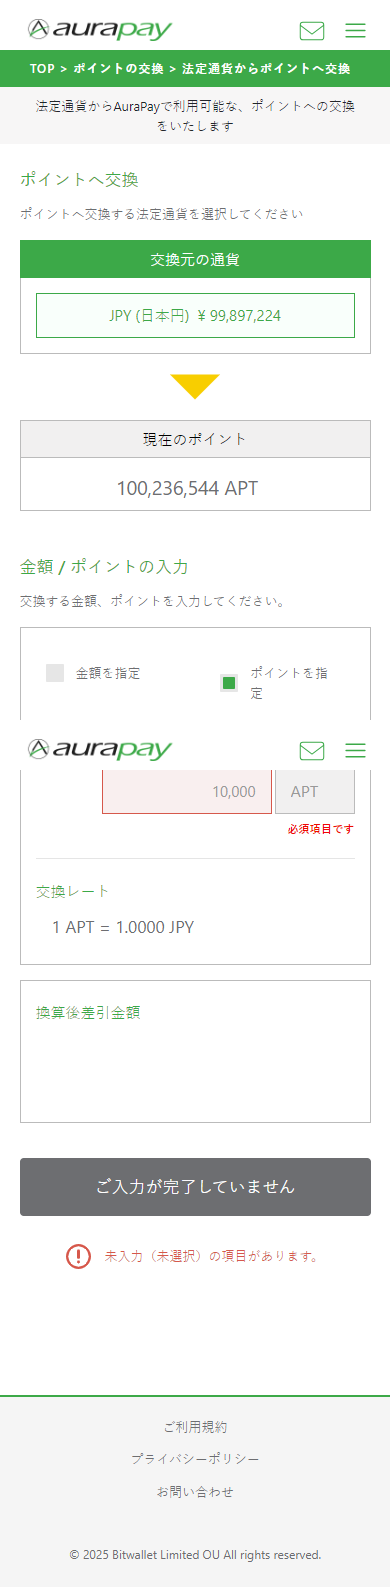 aurapay
TOP > ポイントの交換 > 法定通貨からポイントへ交換
法定通貨からAuraPayで利用可能な、ポイントへの交換
をいたします
ポイントへ交換
ポイントへ交換する法定通貨を選択してください
交換元の通貨
JPY (日本円) ¥ 99,897,224
現在のポイント
100,236,544 APT
金額 / ポイントの入力
交換する金額、ポイントを入力してください。
金額を指定
ポイントを指
定
aurapay
10,000 APT
必須項目です
交換レート
1 APT = 1.0000 JPY
換算後差引金額
ご入力が完了していません
未入力（未選択）の項目があります。
ご利用規約
プライバシーポリシー
お問い合わせ
© 2025 Bitwallet Limited OU All rights reserved.